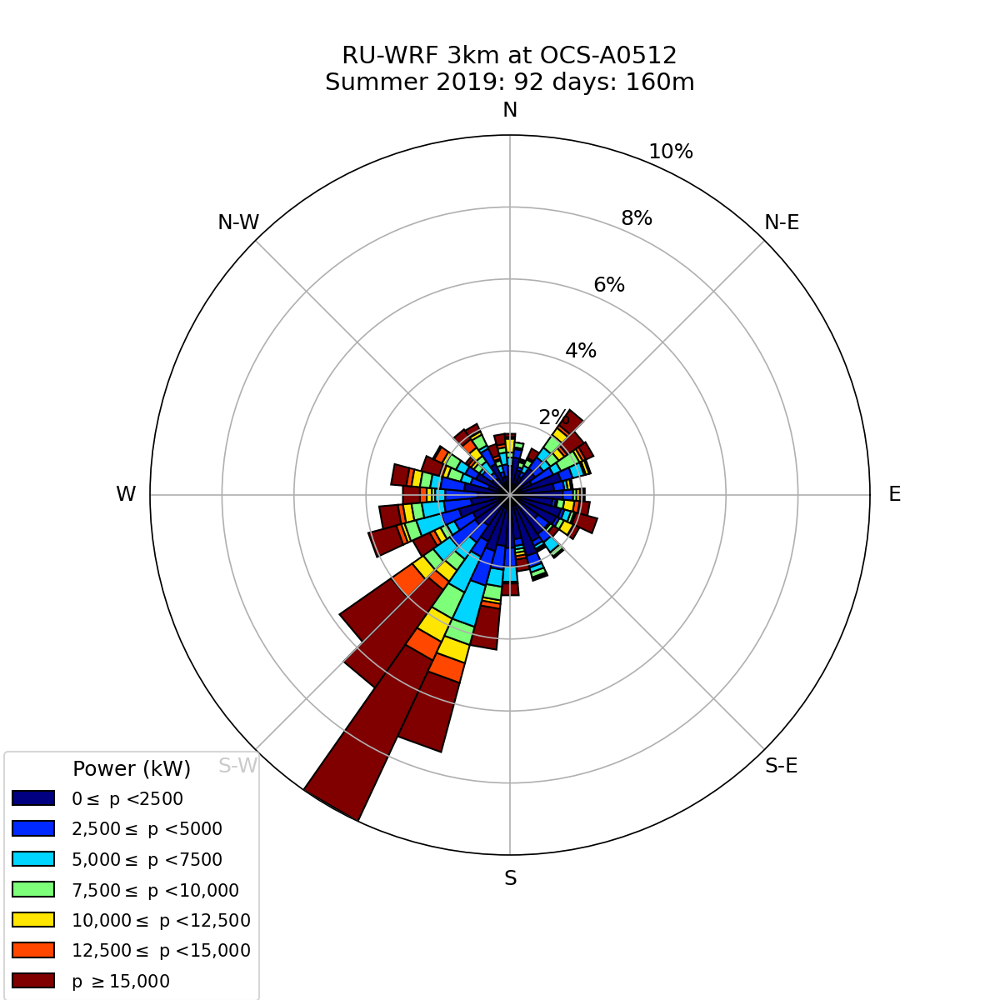 RU-WRF 3km at OCS-A0512
Summer 2019: 92 days: 160m
N
10%
N-W
8%
N-E
6%
4%
2%
W
E
S-W
S-E
S
Power (kW)
0≤ p <2500
2,500≤ p <5000
5,000≤ p <7500
7,500≤ p <10,000
10,000≤ p <12,500
12,500≤ p <15,000
p ≥15,000